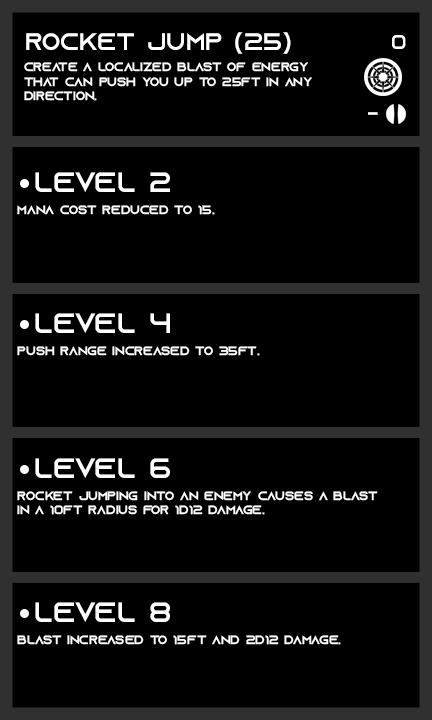 ROCKET JUMP (25)
O
CREATE A LOCALIZED BLAST OF ENERGY
THAT CAN PUSH YOU UP TO 25FT IN ANY
DIRECTION.
-
•LEVEL 2
MANA COST REDUCED TO 15.
•LEVEL 4
PUSH RANGE INCREASED TO 35FT.
•LEVEL 6
ROCKET JUMPING INTO AN ENEMY CAUSES A BLAST
IN A 10FT RADIUS FOR 1D12 DAMAGE.
•LEVEL 8
BLAST INCREASED TO 15FT AND 2D12 DAMAGE.